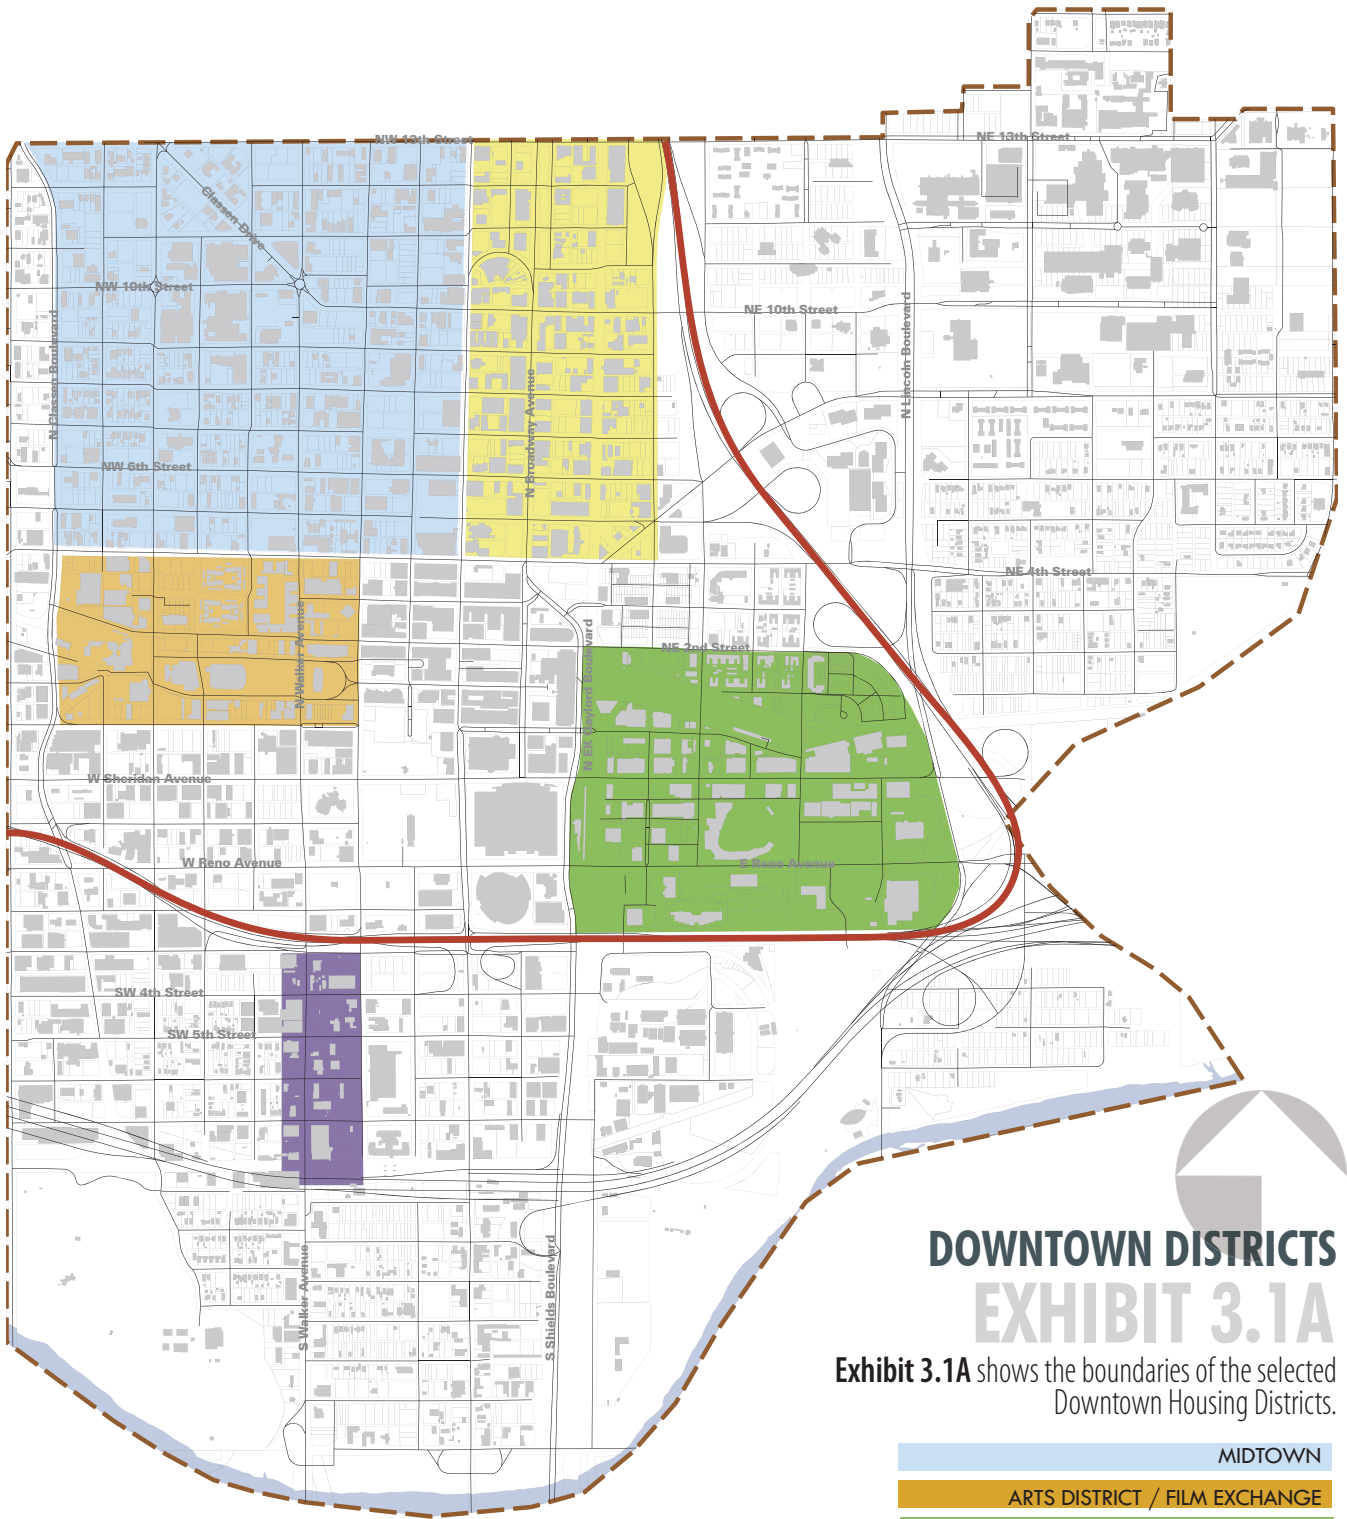 NW 13th Street
NE 13th Street
Classen Drive
NW 10th Street
NE 10th Street
N Classen Boulevard
N Lincoln Boulevard
N Broadway Avenue
NW 6th Street
NE 4th Street
N Walker Avenue
N EK Gaylord Boulevard
NE 2nd Street
W Sheridan Avenue
W Reno Avenue
E Reno Avenue
SW 4th Street
SW 5th Street
S Walker Avenue
S Shields Boulevard
DOWNTOWN DISTRICTS
EXHIBIT 3.1A
Exhibit 3.1A shows the boundaries of the selected
Downtown Housing Districts.
MIDTOWN
ARTS DISTRICT / FILM EXCHANGE